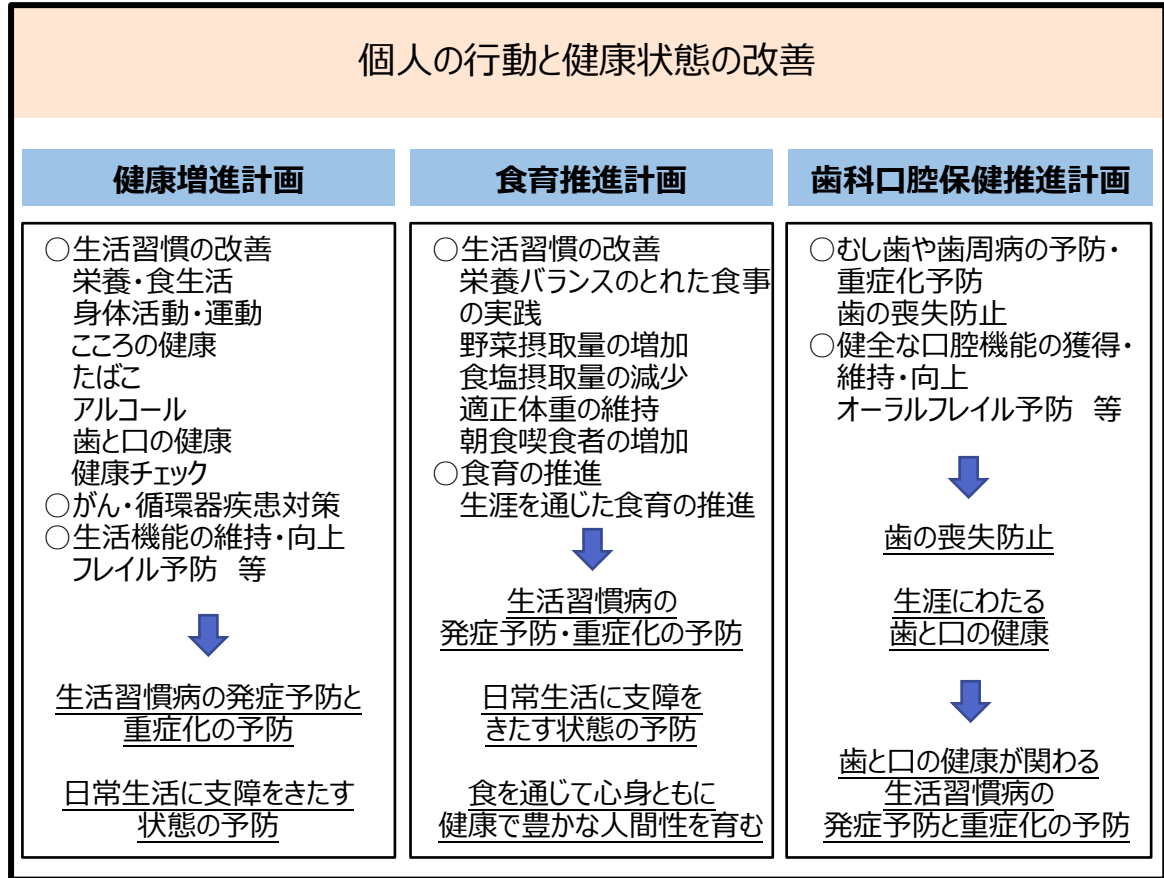 個人の行動と健康状態の改善
健康増進計画
○生活習慣の改善
栄養・食生活
身体活動・運動
こころの健康
たばこ
アルコール
歯と口の健康
健康チェック
○がん・循環器疾患対策
○生活機能の維持・向上
フレイル予防 等
生活習慣病の発症予防と
重症化の予防
日常生活に支障をきたす
状態の予防
食育推進計画
○生活習慣の改善
栄養バランスのとれた食事
の実践
野菜摂取量の増加
食塩摂取量の減少
適正体重の維持
朝食喫食者の増加
○食育の推進
生涯を通じた食育の推進
生活習慣病の
発症予防・重症化の予防
日常生活に支障を
きたす状態の予防
食を通じて心身ともに
健康で豊かな人間性を育む
歯科口腔保健推進計画
○むし歯や歯周病の予防・
重症化予防
歯の喪失防止
○健全な口腔機能の獲得・
維持・向上
オーラルフレイル予防 等
歯の喪失防止
生涯にわたる
歯と口の健康
歯と口の健康が関わる
生活習慣病の
発症予防と重症化の予防